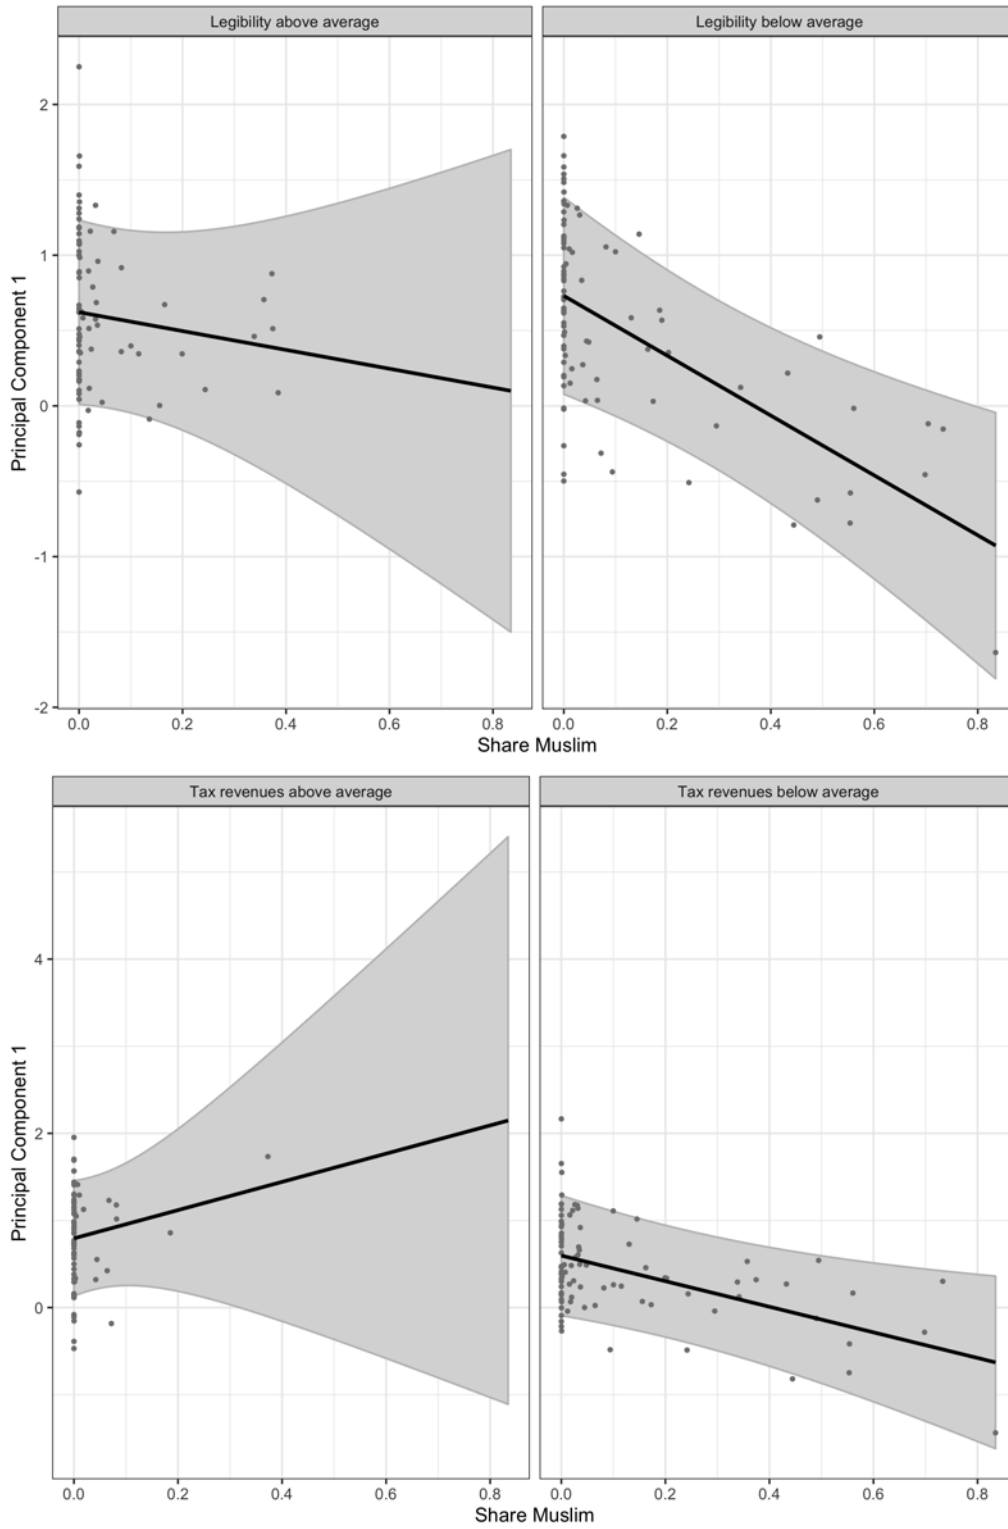 Legibility above average
Legibility below average
Principal Component 1
2
1
0
-1
-2
0.0 0.2 0.4 0.6 0.8
0.0 0.2 0.4 0.6 0.8
Share Muslim
Tax revenues above average
Tax revenues below average
Principal Component 1
4
2
0
0.0 0.2 0.4 0.6 0.8
0.0 0.2 0.4 0.6 0.8
Share Muslim